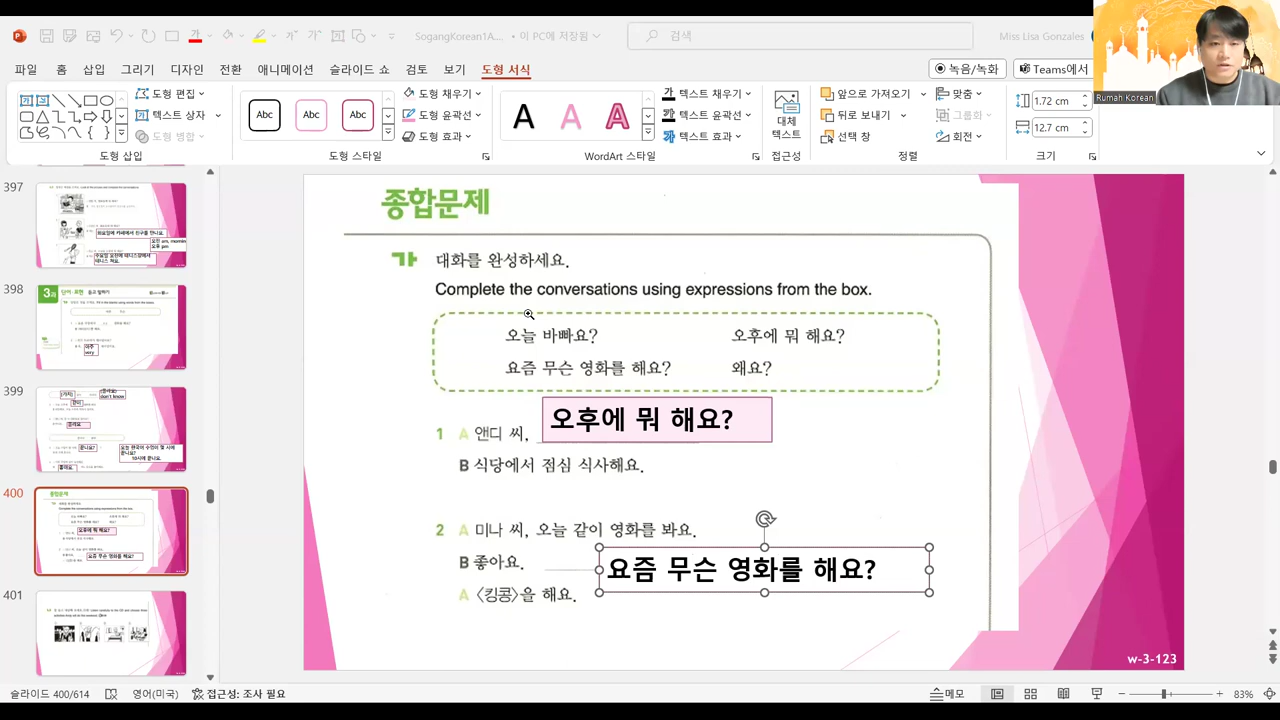 SogangKorean1A... • 이 PC에 저장됨
검색
Miss Lisa Gonzales
파일 홈 삽입 그리기 디자인 전환 애니메이션 슬라이드 쇼 검토 보기 도형 서식
녹음/녹화
Teams에서
Rumah Korean
도형 편집
텍스트 상자
도형 병합
도형 삽입
Abc Abc Abc
도형 채우기
도형 윤곽선
도형 효과
도형 스타일
A A A
텍스트 채우기
텍스트 윤곽선
텍스트 효과
WordArt 스타일
대체 텍스트
접근성
앞으로 가져오기
뒤로 보내기
선택 창
맞춤
그룹화
회전
정렬
1.72 cm
12.7 cm
크기
397
398
399
400
401
종합문제
가 대화를 완성하세요.
Complete the conversations using expressions from the box.
오늘 바빠요? 오후에 뭐 해요?
요즘 무슨 영화를 해요? 왜요?
1 A 앤디 씨, 오후에 뭐 해요?
B 식당에서 점심 식사해요.
2 A 미나 씨, 오늘 같이 영화를 봐요.
B 좋아요. 요즘 무슨 영화를 해요?
A 〈킹콩〉을 해요.
w-3-123
슬라이드 400/614
영어(미국)
접근성: 조사 필요
메모
83%